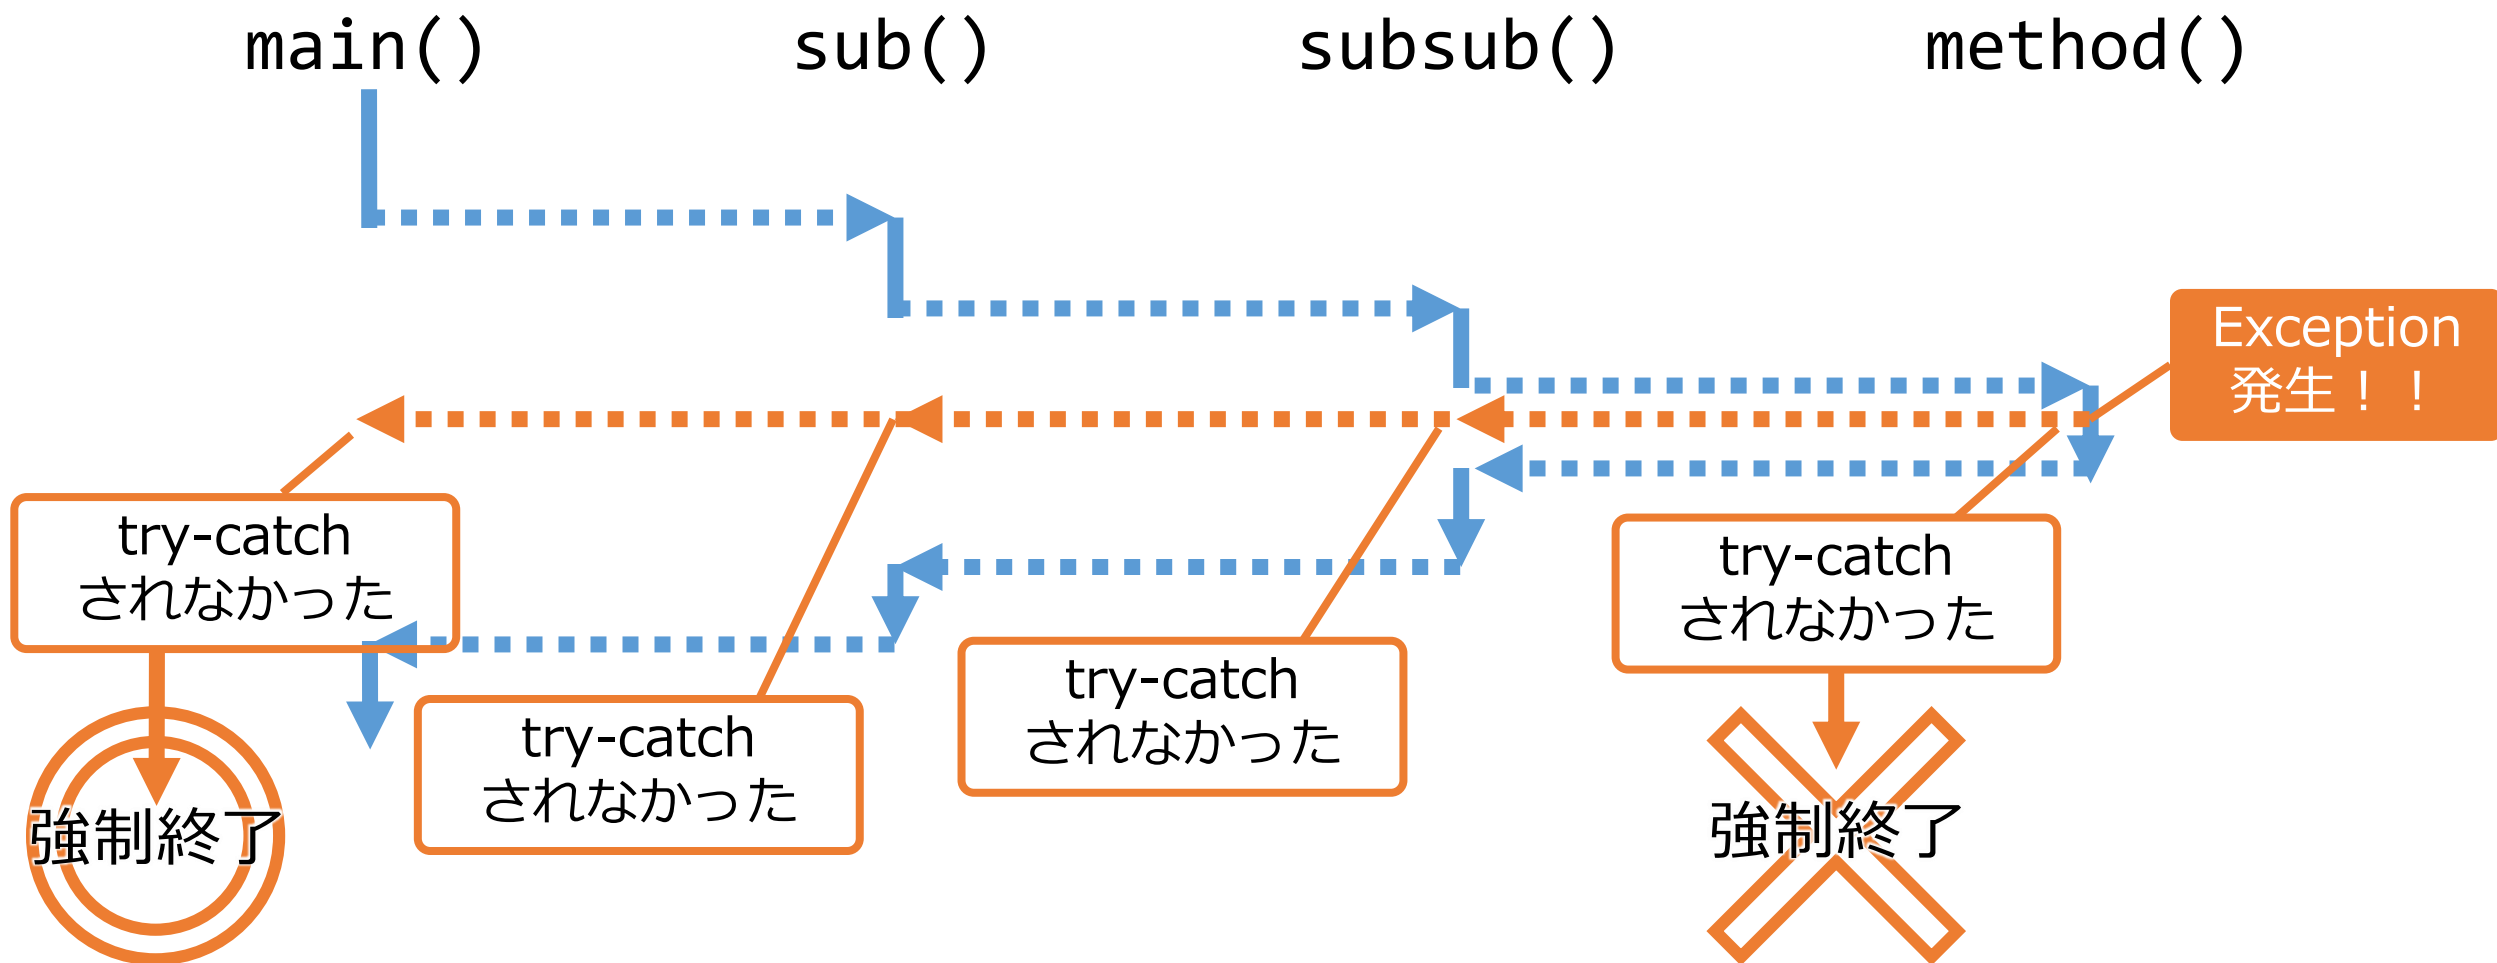 main()
sub()
subsub()
method()
Exception
発生！！
try-catch
されなかった
try-catch
されなかった
try-catch
されなかった
try-catch
されなかった
強制終了
強制終了